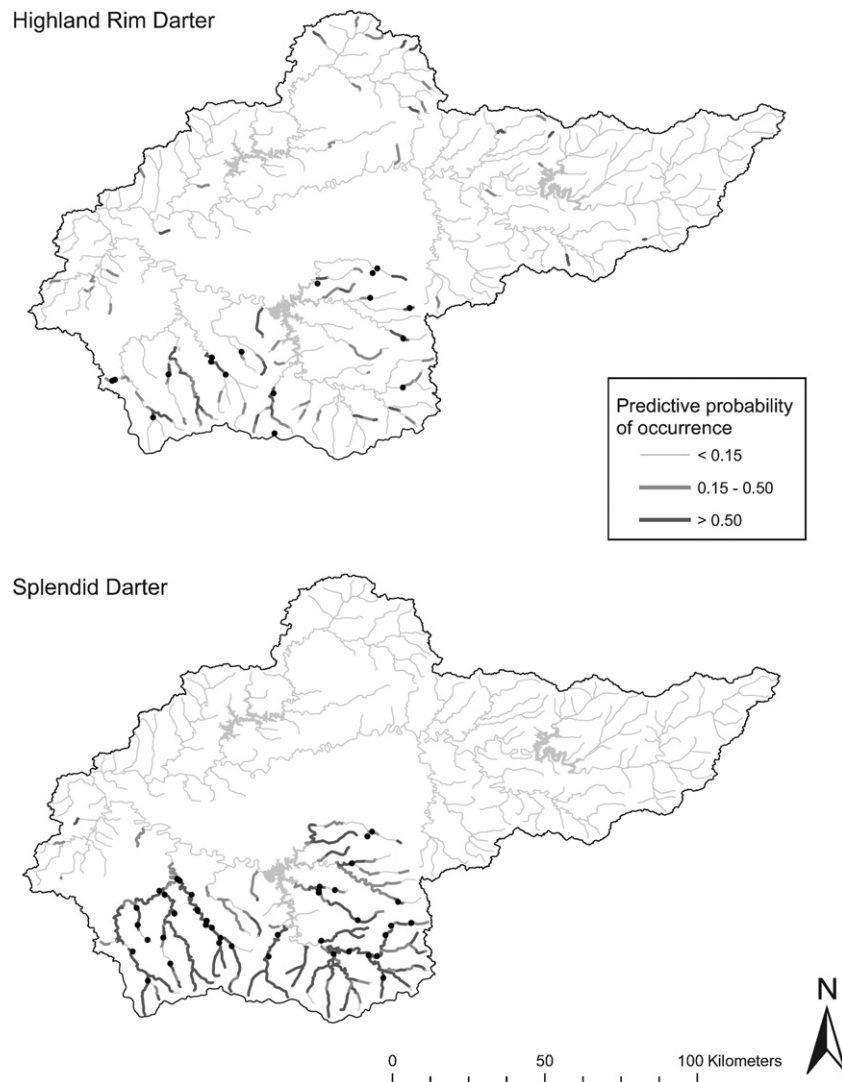 Highland Rim Darter
Predictive probability
of occurrence
< 0.15
0.15 - 0.50
> 0.50
Splendid Darter
N
0 50 100 Kilometers